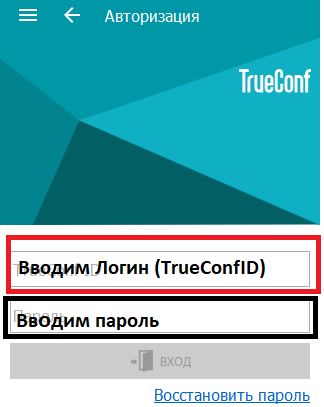 Авторизация
TrueConf
Вводим Логин (TrueConfID)
Вводим пароль
ВХОД
Восстановить пароль